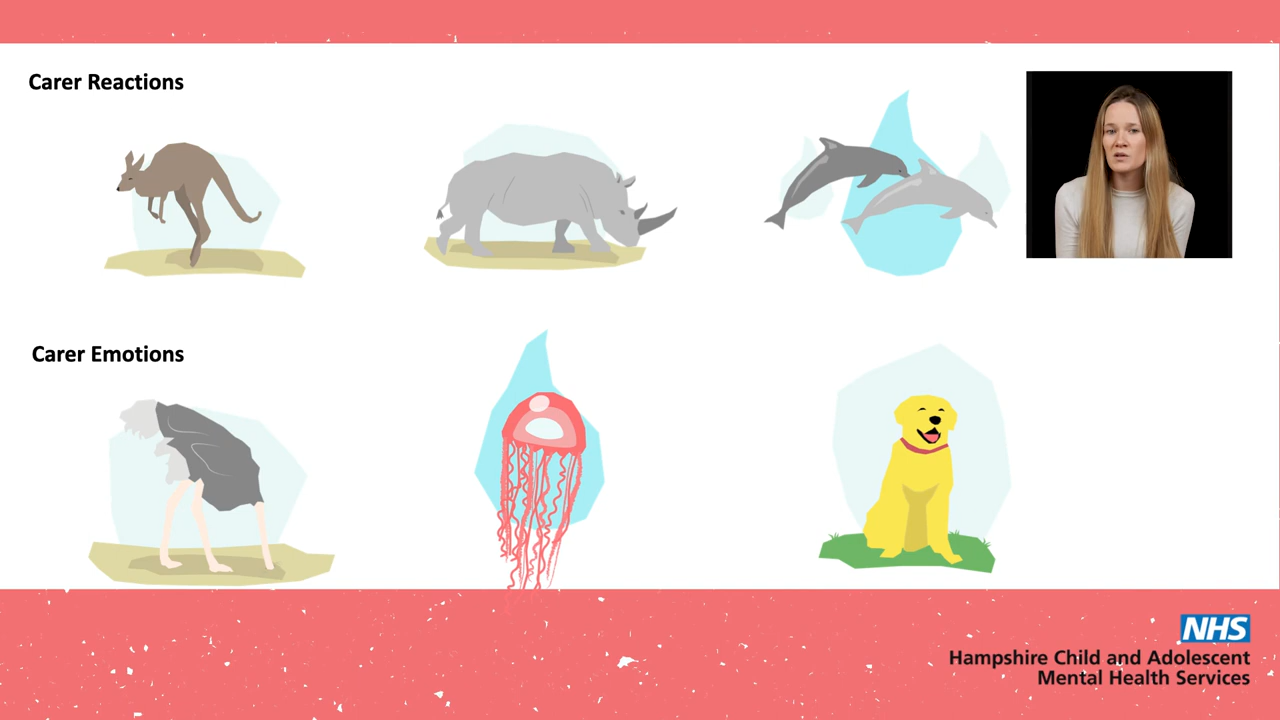 Carer Reactions
Carer Emotions
NHS
Hampshire Child and Adolescent
Mental Health Services